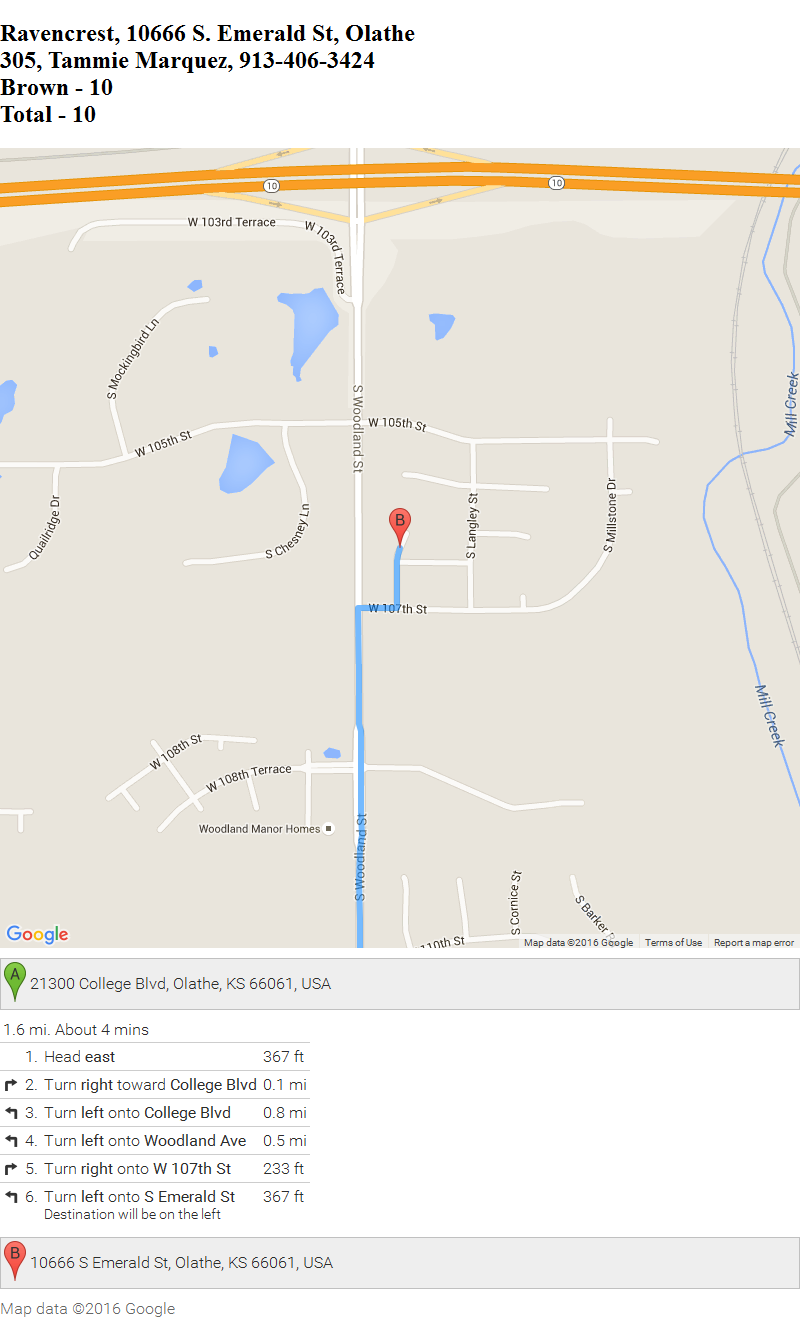 Ravencrest, 10666 S. Emerald St, Olathe
305, Tammie Marquez, 913-406-3424
Brown - 10
Total - 10
10
10
W 103rd Terrace
W 103rd Terrace
S Mockingbird Ln
Mill Creek
S Woodland St
W 105th St
W 105th St
Quailridge Dr
S Chesney Ln
S Langley St
S Millstone Dr
B
W 107th St
Mill Creek
W 108th St
W 108th Terrace
Woodland Manor Homes
S Woodland St
S Cornice St
S Barker
110th St
Google
Map data ©2016 Google
Terms of Use
Report a map error
A
21300 College Blvd, Olathe, KS 66061, USA
1.6 mi. About 4 mins
1. Head east 367 ft
2. Turn right toward College Blvd 0.1 mi
3. Turn left onto College Blvd 0.8 mi
4. Turn left onto Woodland Ave 0.5 mi
5. Turn right onto W 107th St 233 ft
6. Turn left onto S Emerald St 367 ft
Destination will be on the left
B
10666 S Emerald St, Olathe, KS 66061, USA
Map data ©2016 Google